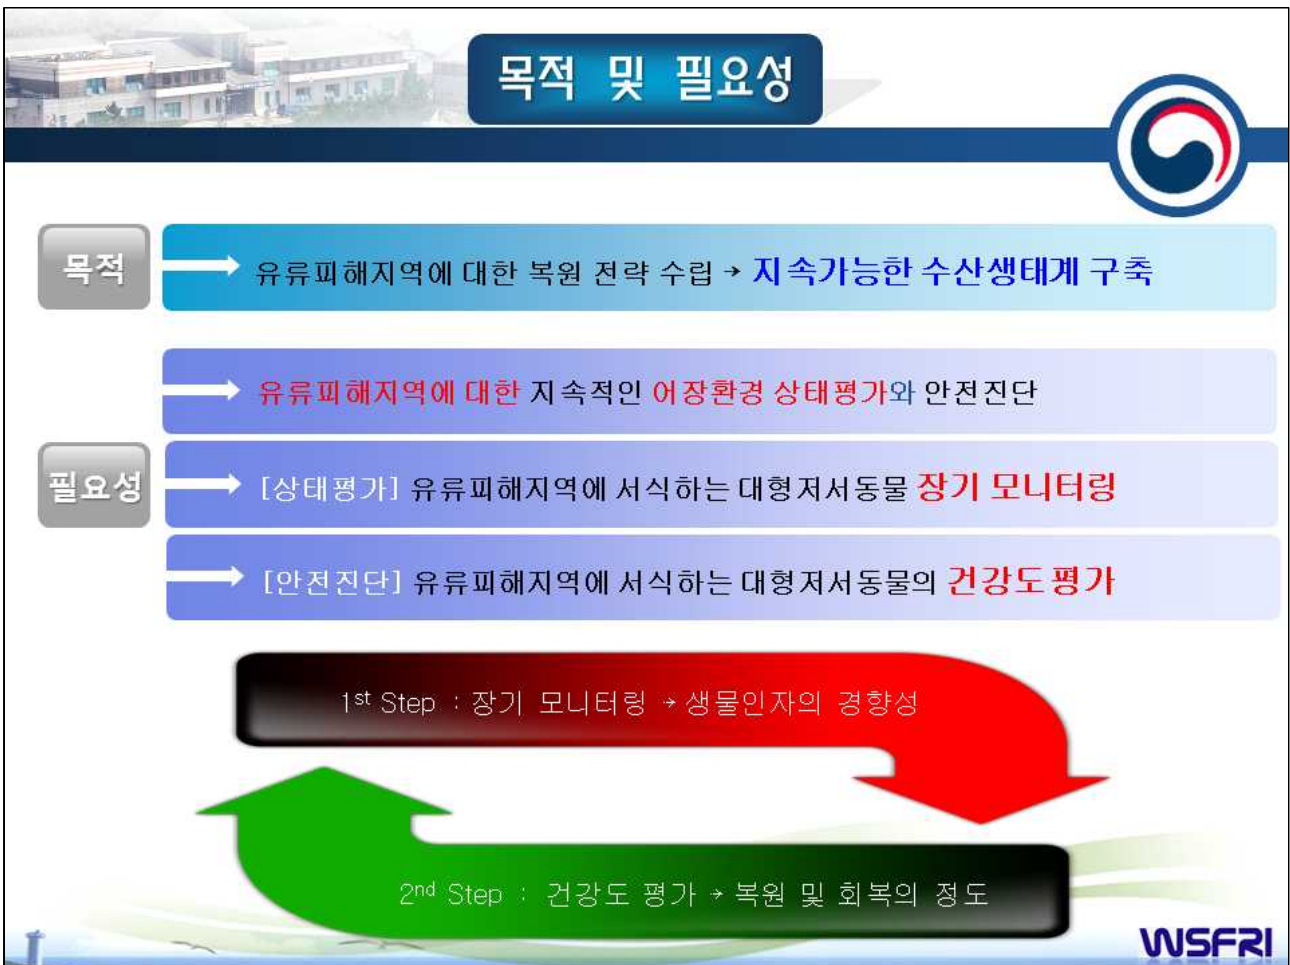 목적 및 필요성
목적
유류피해지역에 대한 복원 전략 수립 → 지속가능한 수산생태계 구축
유류피해지역에 대한 지속적인 어장환경 상태평가와 안전진단
필요성
[상태평가] 유류피해지역에 서식하는 대형저서동물 장기 모니터링
[안전진단] 유류피해지역에 서식하는 대형저서동물의 건강도 평가
1st Step : 장기 모니터링 → 생물인자의 경향성
2nd Step : 건강도 평가 → 복원 및 회복의 정도
WSFRI